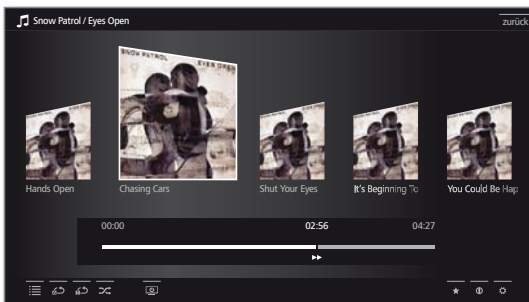 Snow Patrol / Eyes Open
zurück
SNOW PATROL EYES OPEN
Hands Open
Chasing Cars
Shut Your Eyes
It's Beginning To
You Could Be Hap
00:00 02:56 04:27